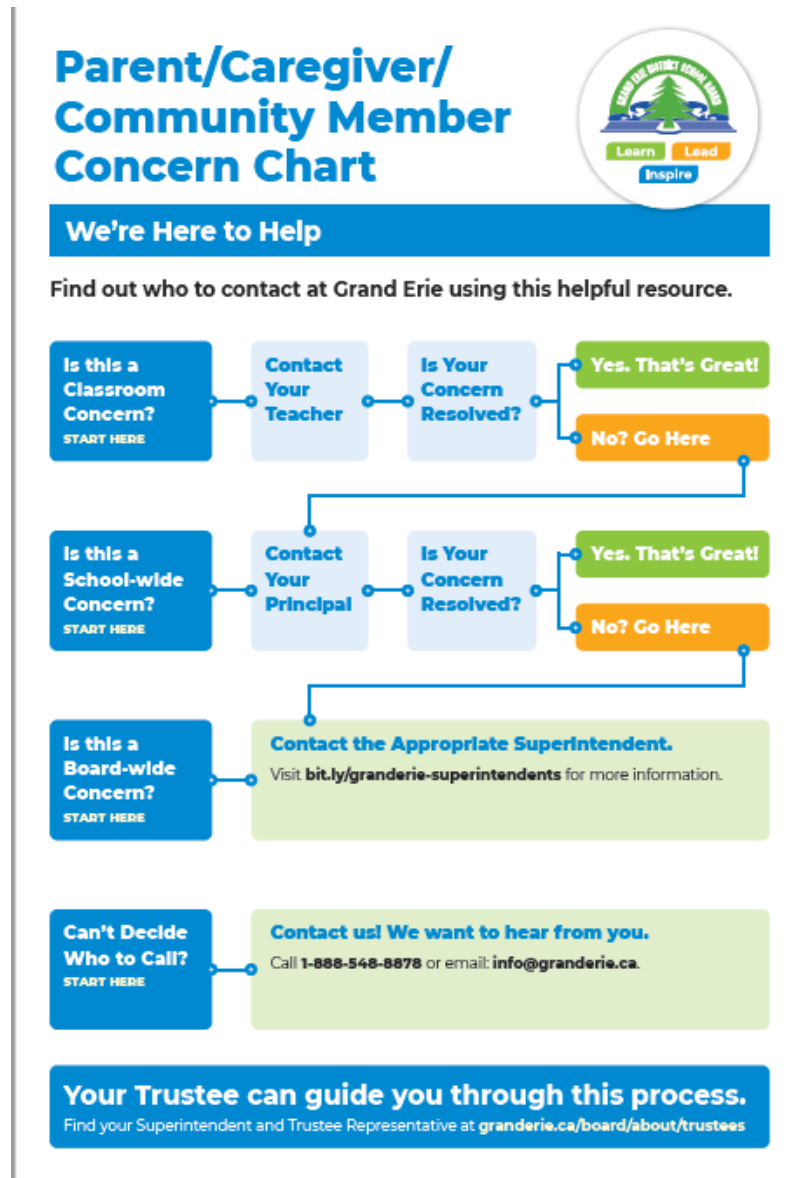 Parent/Caregiver/
Community Member
Concern Chart
GRAND ERIE DISTRICT SCHOOL BOARD
Learn
Lead
Inspire
We're Here to Help
Find out who to contact at Grand Erie using this helpful resource.
Is this a
Classroom
Concern?
START HERE
Contact
Your
Teacher
Is Your
Concern
Resolved?
Yes. That's Great!
No? Go Here
Is this a
School-wide
Concern?
START HERE
Contact
Your
Principal
Is Your
Concern
Resolved?
Yes. That's Great!
No? Go Here
Is this a
Board-wide
Concern?
START HERE
Contact the Appropriate Superintendent.
Visit bit.ly/granderie-superintendents for more information.
Can't Decide
Who to Call?
START HERE
Contact us! We want to hear from you.
Call 1-888-548-8878 or email: info@granderie.ca.
Your Trustee can guide you through this process.
Find your Superintendent and Trustee Representative at granderie.ca/board/about/trustees